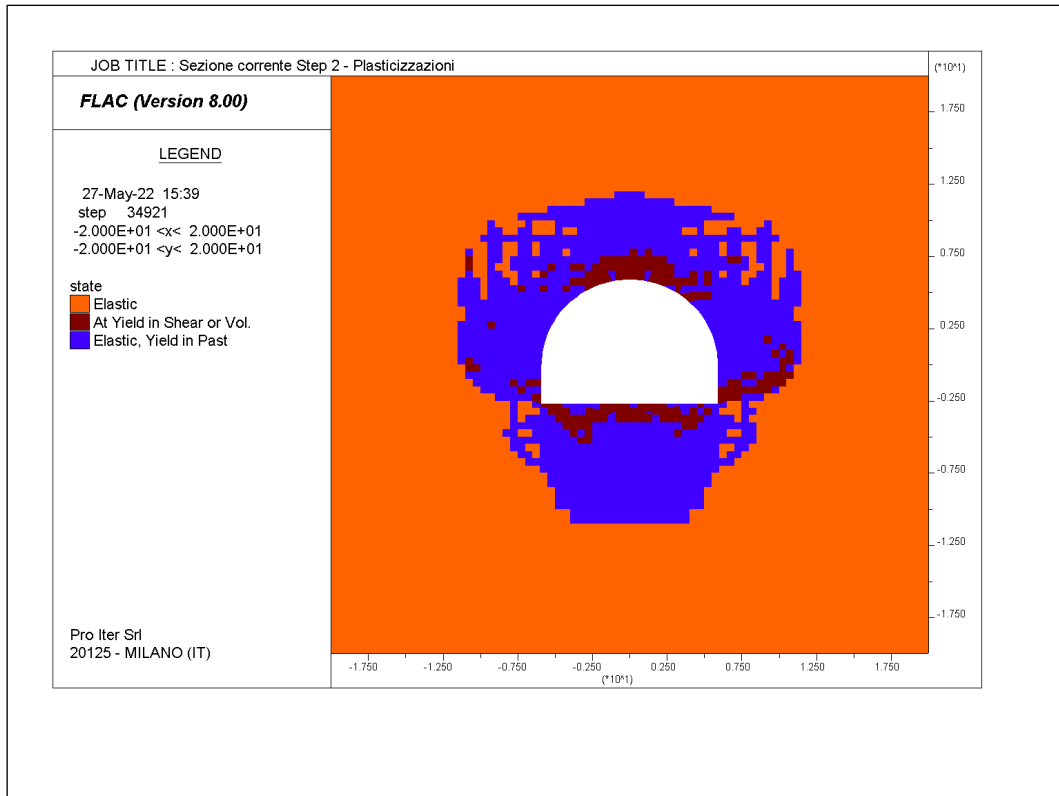 JOB TITLE : Sezione corrente Step 2 - Plasticizzazioni
(*10^1)
FLAC (Version 8.00)
LEGEND
27-May-22 15:39
step 34921
-2.000E+01 <x< 2.000E+01
-2.000E+01 <y< 2.000E+01
state
Elastic
At Yield in Shear or Vol.
Elastic, Yield in Past
1.750
1.250
0.750
0.250
-0.250
-0.750
-1.250
-1.750
Pro Iter Srl
20125 - MILANO (IT)
-1.750 -1.250 -0.750 -0.250 0.250 0.750 1.250 1.750
(*10^1)